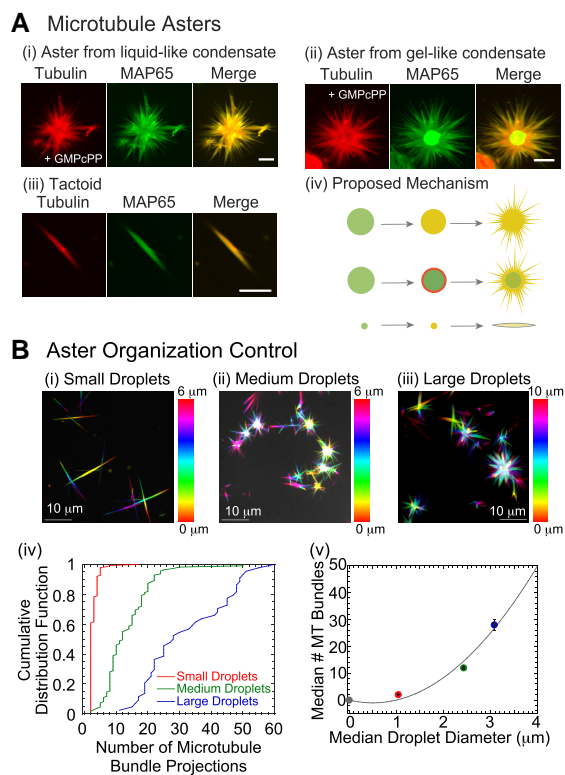 A Microtubule Asters
(i) Aster from liquid-like condensate
Tubulin MAP65 Merge
+ GMPcPP
(ii) Aster from gel-like condensate
Tubulin MAP65 Merge
+ GMPcPP
(iii) Tactoid
Tubulin MAP65 Merge
(iv) Proposed Mechanism
B Aster Organization Control
(i) Small Droplets
6 μm
10 μm
0 μm
(ii) Medium Droplets
6 μm
10 μm
0 μm
(iii) Large Droplets
10 μm
10 μm
0 μm
(iv)
Cumulative
Distribution Function
1
0.8
0.6
0.4
0.2
0
Small Droplets
Medium Droplets
Large Droplets
0 10 20 30 40 50 60
Number of Microtubule
Bundle Projections
(v)
Median # MT Bundles
50
40
30
20
10
0
0 1 2 3 4
Median Droplet Diameter (μm)